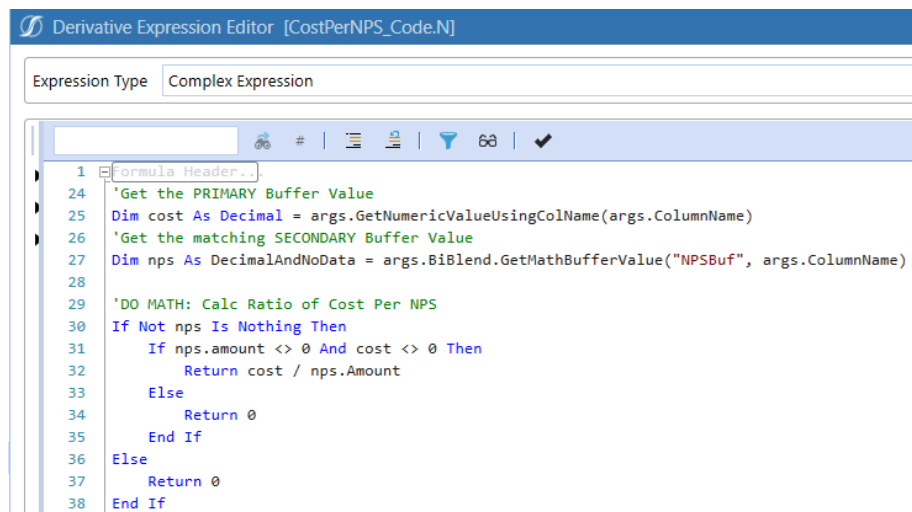 Derivative Expression Editor [CostPerNPS_Code.N]
Expression Type Complex Expression
#
1 Formula Header...
24 'Get the PRIMARY Buffer Value
25 Dim cost As Decimal = args.GetNumericValueUsingColName(args.ColumnName)
26 'Get the matching SECONDARY Buffer Value
27 Dim nps As DecimalAndNoData = args.BiBlend.GetMathBufferValue("NPSBuf", args.ColumnName)
28
29 'DO MATH: Calc Ratio of Cost Per NPS
30 If Not nps Is Nothing Then
31 If nps.amount <> 0 And cost <> 0 Then
32 Return cost / nps.Amount
33 Else
34 Return 0
35 End If
36 Else
37 Return 0
38 End If